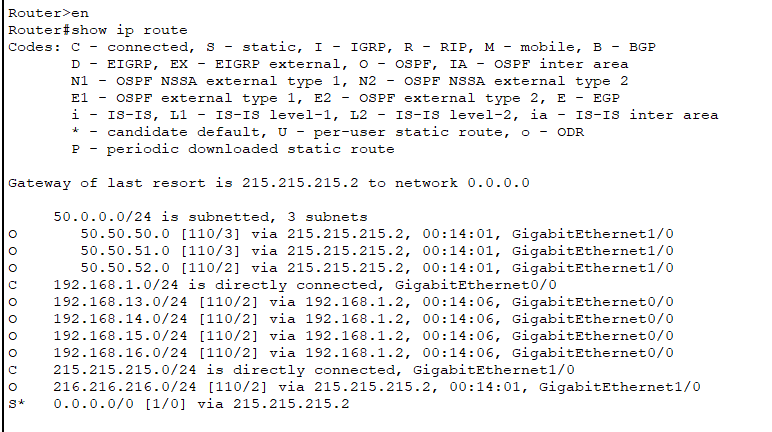 Router>en
Router#show ip route
Codes: C - connected, S - static, I - IGRP, R - RIP, M - mobile, B - BGP
       D - EIGRP, EX - EIGRP external, O - OSPF, IA - OSPF inter area
       N1 - OSPF NSSA external type 1, N2 - OSPF NSSA external type 2
       E1 - OSPF external type 1, E2 - OSPF external type 2, E - EGP
       i - IS-IS, L1 - IS-IS level-1, L2 - IS-IS level-2, ia - IS-IS inter area
       * - candidate default, U - per-user static route, o - ODR
       P - periodic downloaded static route

Gateway of last resort is 215.215.215.2 to network 0.0.0.0

     50.0.0.0/24 is subnetted, 3 subnets
O       50.50.50.0 [110/3] via 215.215.215.2, 00:14:01, GigabitEthernet1/0
O       50.50.51.0 [110/3] via 215.215.215.2, 00:14:01, GigabitEthernet1/0
O       50.50.52.0 [110/2] via 215.215.215.2, 00:14:01, GigabitEthernet1/0
C    192.168.1.0/24 is directly connected, GigabitEthernet0/0
O    192.168.13.0/24 [110/2] via 192.168.1.2, 00:14:06, GigabitEthernet0/0
O    192.168.14.0/24 [110/2] via 192.168.1.2, 00:14:06, GigabitEthernet0/0
O    192.168.15.0/24 [110/2] via 192.168.1.2, 00:14:06, GigabitEthernet0/0
O    192.168.16.0/24 [110/2] via 192.168.1.2, 00:14:06, GigabitEthernet0/0
C    215.215.215.0/24 is directly connected, GigabitEthernet1/0
O    216.216.216.0/24 [110/2] via 215.215.215.2, 00:14:01, GigabitEthernet1/0
S*   0.0.0.0/0 [1/0] via 215.215.215.2